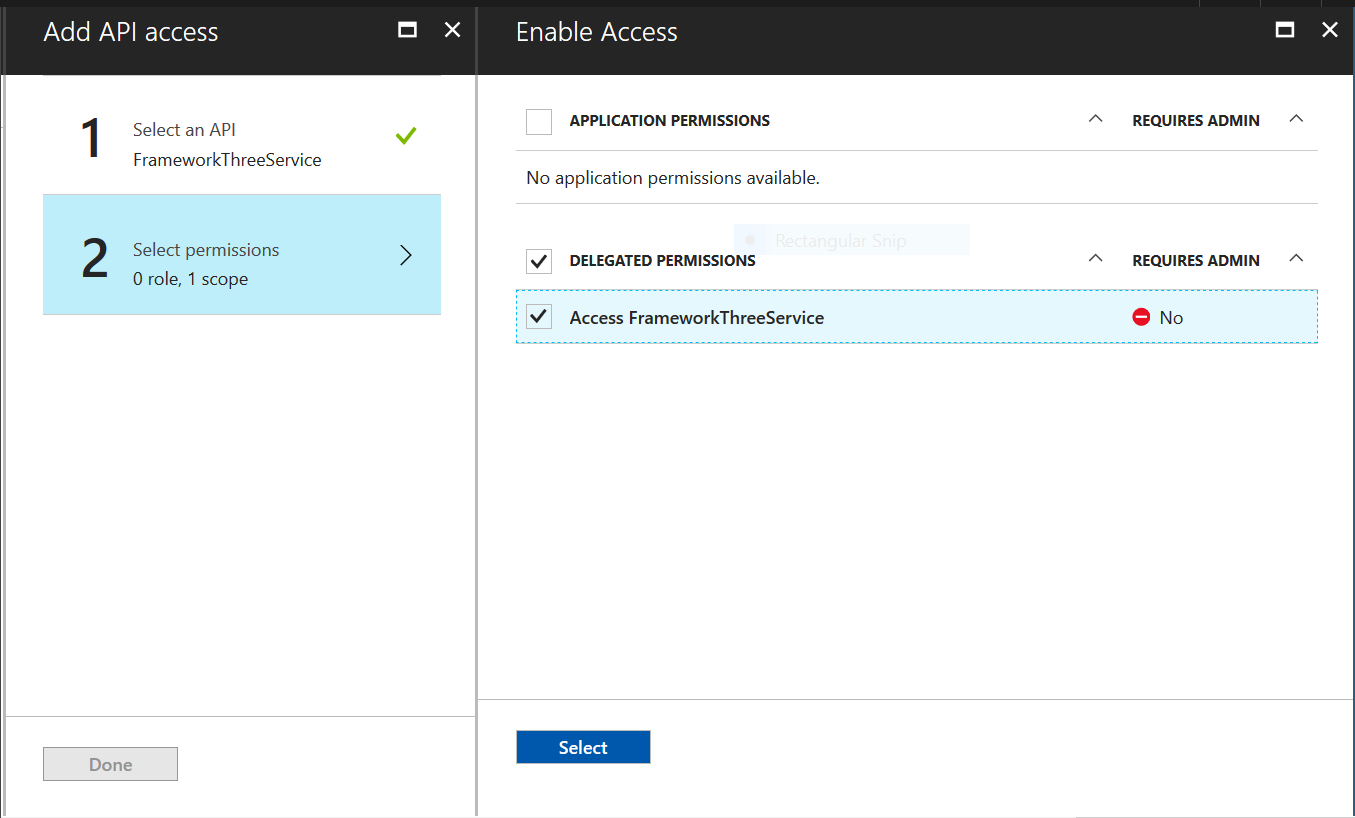 Add API access
Enable Access
1
Select an API
FrameworkThreeService
2
Select permissions
0 role, 1 scope
Done
APPLICATION PERMISSIONS REQUIRES ADMIN
No application permissions available.
Rectangular Snip
DELEGATED PERMISSIONS REQUIRES ADMIN
Access FrameworkThreeService No
Select